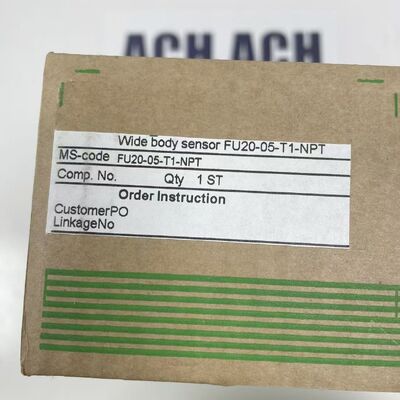 ACH ACH
Wide body sensor FU20-05-T1-NPT
MS-code FU20-05-T1-NPT
Comp. No. Qty 1 ST
Order Instruction
CustomerPO
LinkageNo